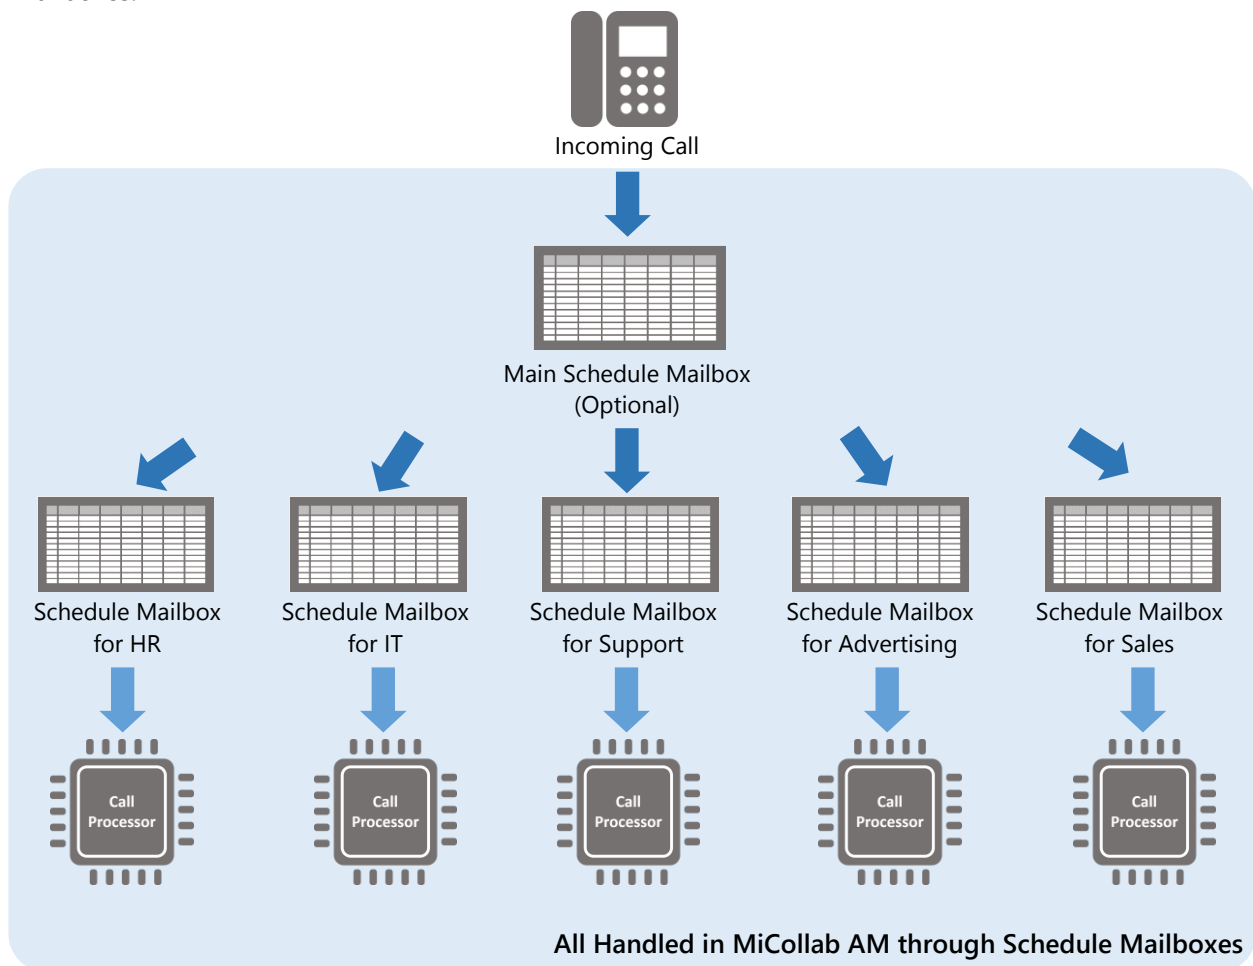 Incoming Call
Main Schedule Mailbox
(Optional)
Schedule Mailbox
for HR
Schedule Mailbox
for IT
Schedule Mailbox
for Support
Schedule Mailbox
for Advertising
Schedule Mailbox
for Sales
Call
Processor
Call
Processor
Call
Processor
Call
Processor
Call
Processor
All Handled in MiCollab AM through Schedule Mailboxes